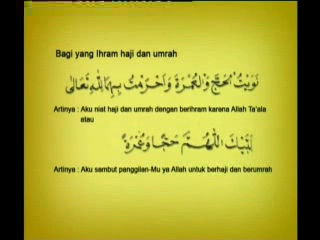 Bagi yang Ihram haji dan umrah
نَوَيْتُ الْحَجَّ وَالْعُمْرَةَ وَاَحْرَمْتُ بِهِمَا لِلّٰهِ تَعَالٰى
Artinya : Aku niat haji dan umrah dengan berihram karena Allah Ta'ala
atau
لَبَّيْكَ اللّٰهُمَّ حَجًّا وَعُمْرَةً
Artinya : Aku sambut panggilan-Mu ya Allah untuk berhaji dan berumrah